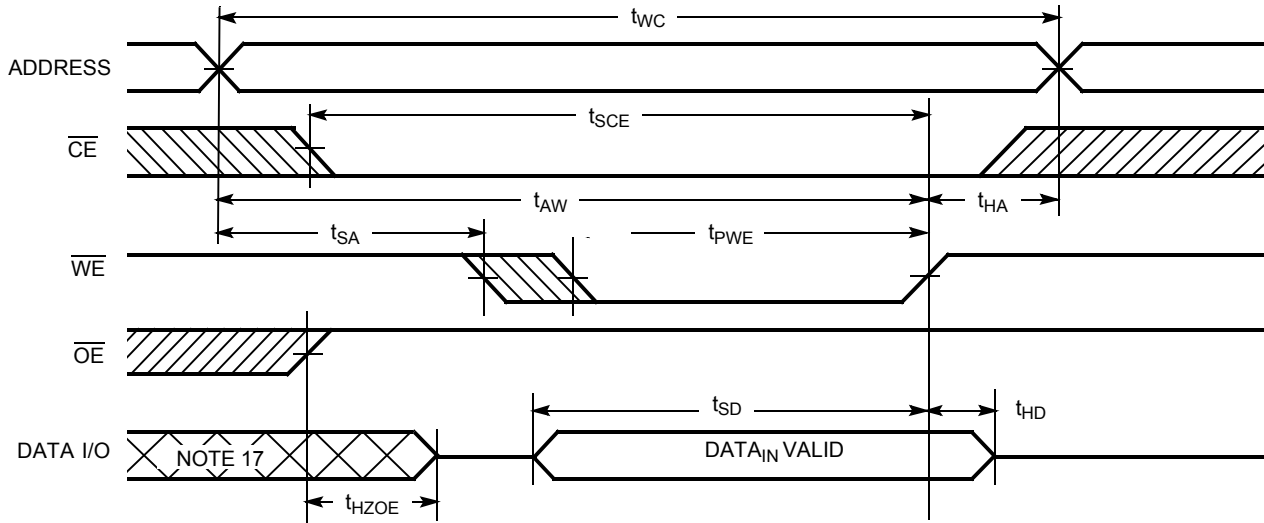 tWC
ADDRESS
tSCE
CE
tAW
tHA
tSA
tPWE
WE
OE
tSD
tHD
DATA I/O
NOTE 17
DATAIN VALID
tHZOE